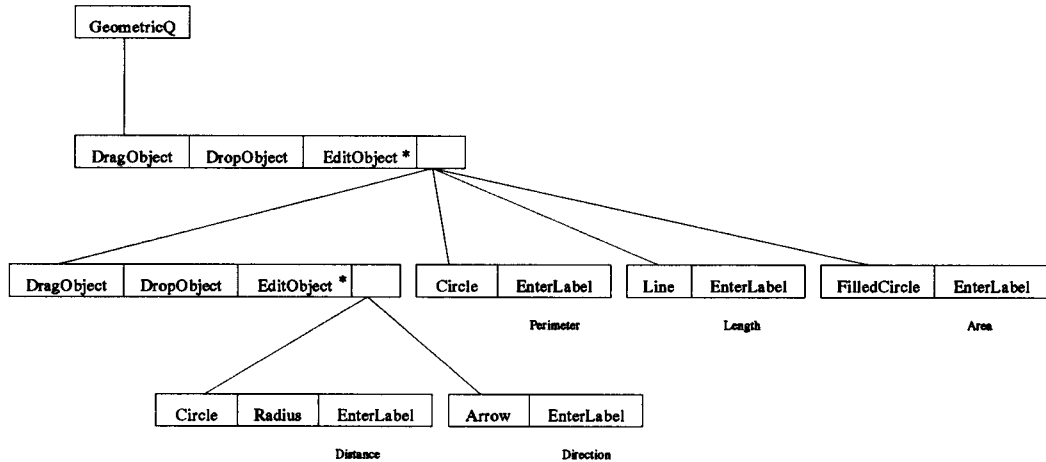 GeometricQ
DragObject DropObject EditObject *
DragObject DropObject EditObject * Circle EnterLabel Line EnterLabel FilledCircle EnterLabel
Perimeter Length Area
Circle Radius EnterLabel Arrow EnterLabel
Distance Direction